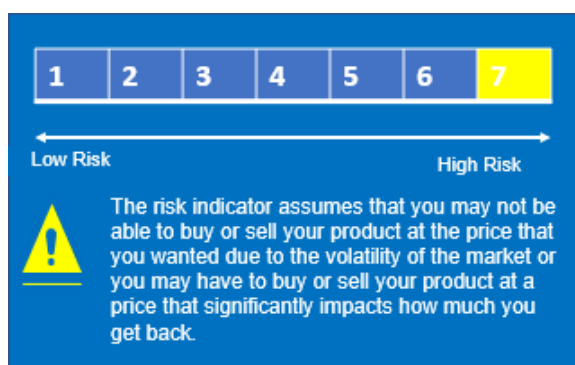 1 2 3 4 5 6 7
Low Risk High Risk
The risk indicator assumes that you may not be
able to buy or sell your product at the price that
you wanted due to the volatility of the market or
you may have to buy or sell your product at a
price that significantly impacts how much you
get back.